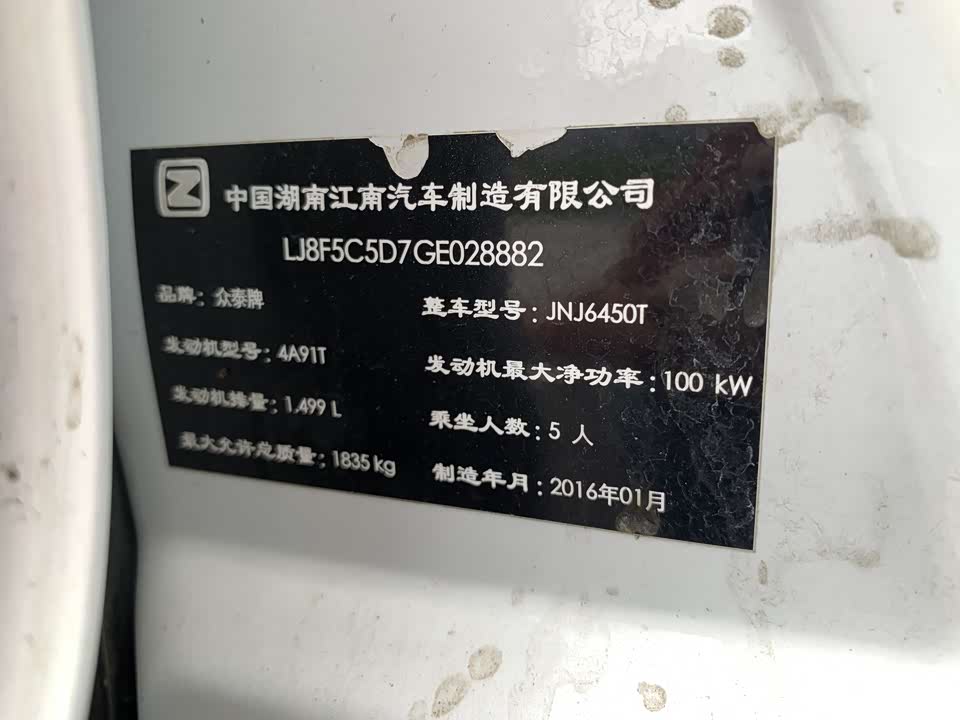 中国湖南江南汽车制造有限公司
LJ8F5C5D7GE028882
品牌：众泰牌 整车型号：JNJ6450T
发动机型号：4A91T 发动机最大净功率：100 kW
发动机排量：1.499 L 乘坐人数：5 人
最大允许总质量：1835 kg 制造年月：2016年01月